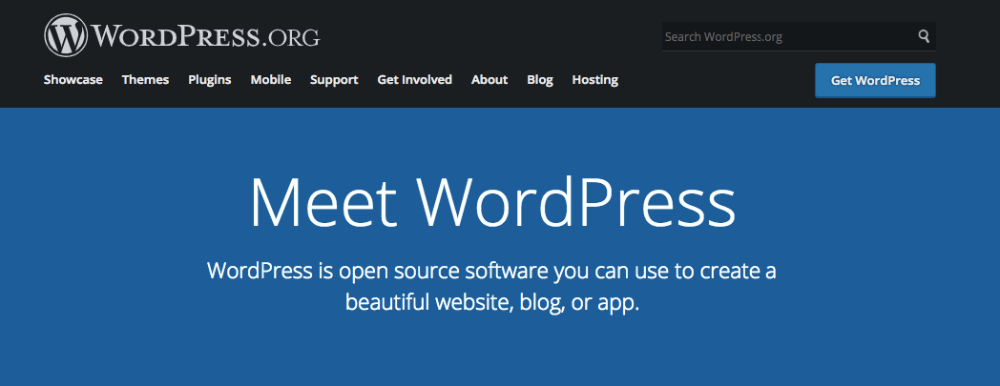 WORDPRESS.ORG
Search WordPress.org
Showcase Themes Plugins Mobile Support Get Involved About Blog Hosting
Get WordPress
Meet WordPress
WordPress is open source software you can use to create a
beautiful website, blog, or app.